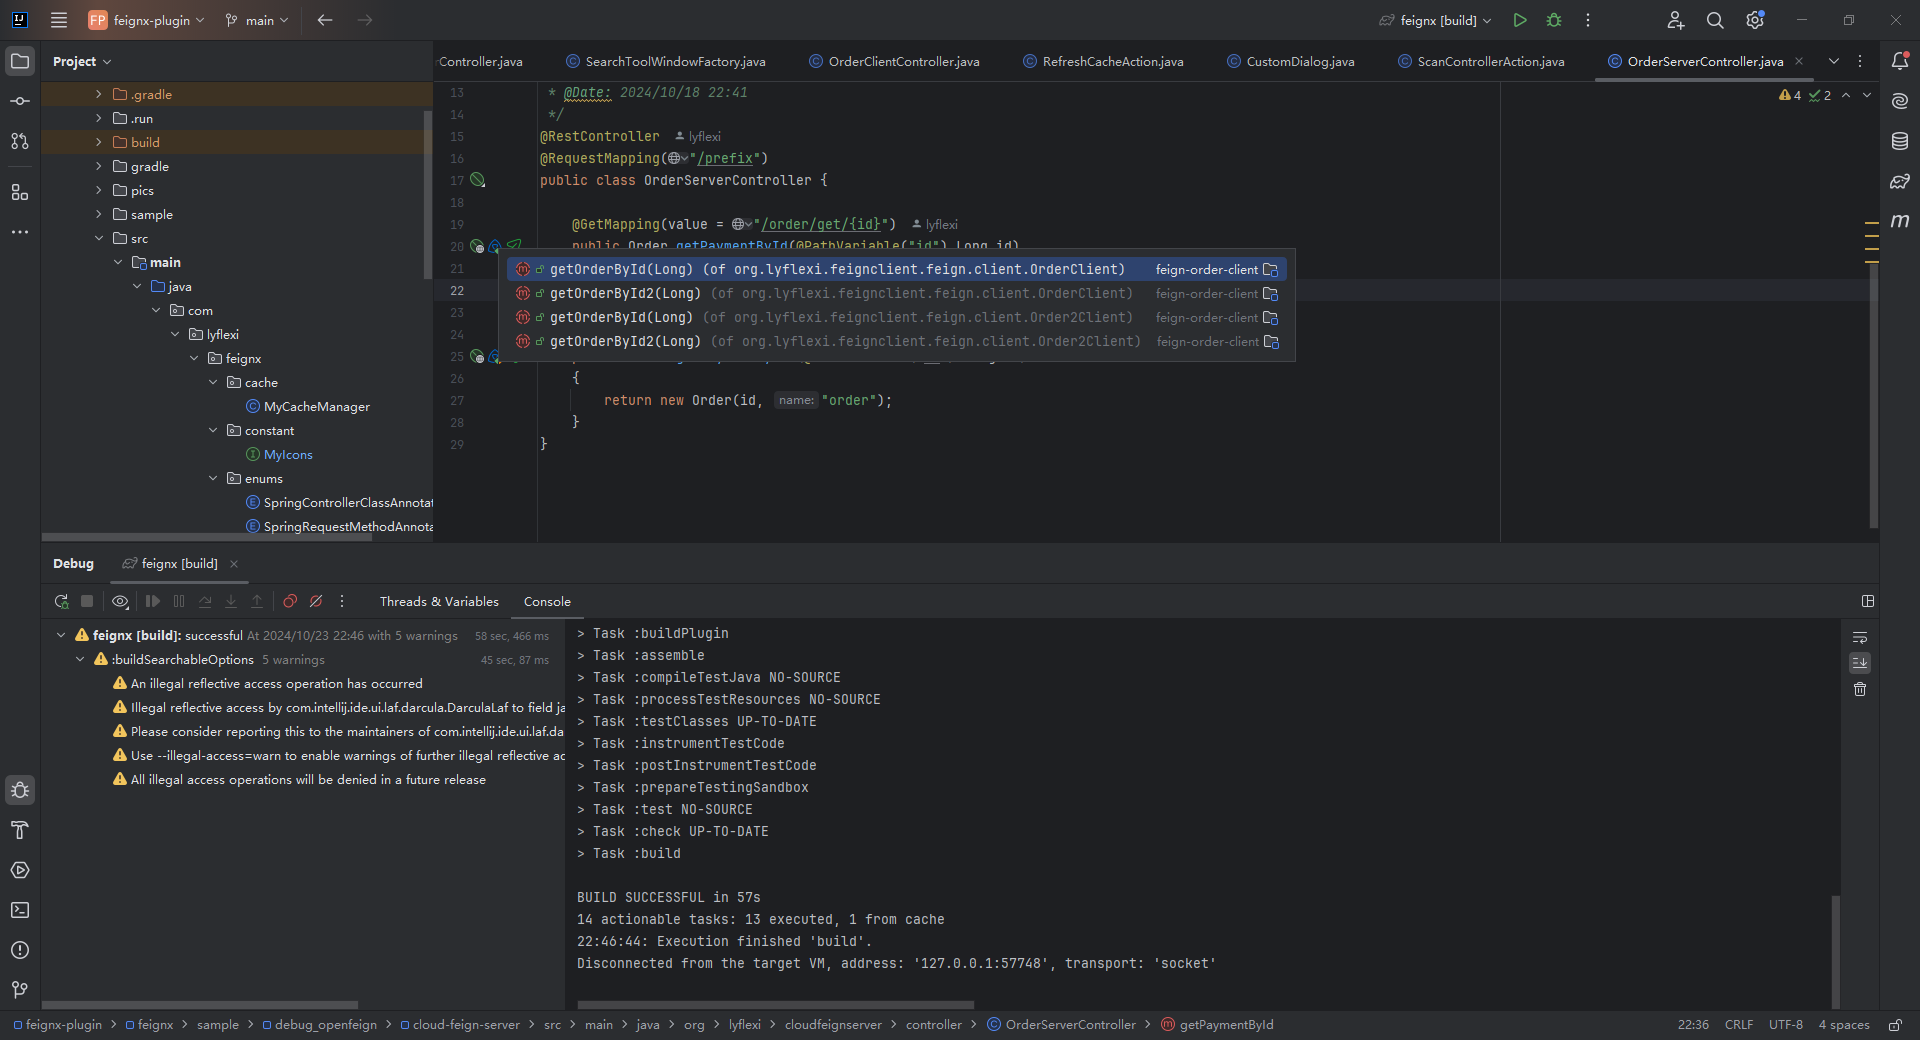 FP feignx-plugin main
feignx [build]
Project
.gradle
.run
build
gradle
pics
sample
src
main
java
com
lyflexi
feignx
cache
MyCacheManager
constant
MyIcons
enums
SpringControllerClassAnnotat
SpringRequestMethodAnnota
Controller.java SearchToolWindowFactory.java OrderClientController.java RefreshCacheAction.java CustomDialog.java ScanControllerAction.java OrderServerController.java
4 2
13 * @Date: 2024/10/18 22:41
14 */
15 @RestController lyflexi
16 @RequestMapping("/prefix")
17 public class OrderServerController {
18
19 @GetMapping(value = "/order/get/{id}") lyflexi
20 public Order getPaymentById(@PathVariable("id") Long id)
21 getOrderById(Long) (of org.lyflexi.feignclient.feign.client.OrderClient) feign-order-client
22 getOrderById2(Long) (of org.lyflexi.feignclient.feign.client.OrderClient) feign-order-client
23 getOrderById(Long) (of org.lyflexi.feignclient.feign.client.Order2Client) feign-order-client
24 getOrderById2(Long) (of org.lyflexi.feignclient.feign.client.Order2Client) feign-order-client
25
26 {
27 return new Order(id, name: "order");
28 }
29 }
Debug feignx [build]
Threads & Variables Console
feignx [build]: successful At 2024/10/23 22:46 with 5 warnings 58 sec, 466 ms
:buildSearchableOptions 5 warnings 45 sec, 87 ms
An illegal reflective access operation has occurred
Illegal reflective access by com.intellij.ide.ui.laf.darcula.DarculaLaf to field ja
Please consider reporting this to the maintainers of com.intellij.ide.ui.laf.da
Use --illegal-access=warn to enable warnings of further illegal reflective ac
All illegal access operations will be denied in a future release
> Task :buildPlugin
> Task :assemble
> Task :compileTestJava NO-SOURCE
> Task :processTestResources NO-SOURCE
> Task :testClasses UP-TO-DATE
> Task :instrumentTestCode
> Task :postInstrumentTestCode
> Task :prepareTestingSandbox
> Task :test NO-SOURCE
> Task :check UP-TO-DATE
> Task :build
BUILD SUCCESSFUL in 57s
14 actionable tasks: 13 executed, 1 from cache
22:46:44: Execution finished 'build'.
Disconnected from the target VM, address: '127.0.0.1:57748', transport: 'socket'
feignx-plugin > feignx > sample > debug_openfeign > cloud-feign-server > src > main > java > org > lyflexi > cloudfeignserver > controller > OrderServerController > getPaymentById
22:36 CRLF UTF-8 4 spaces